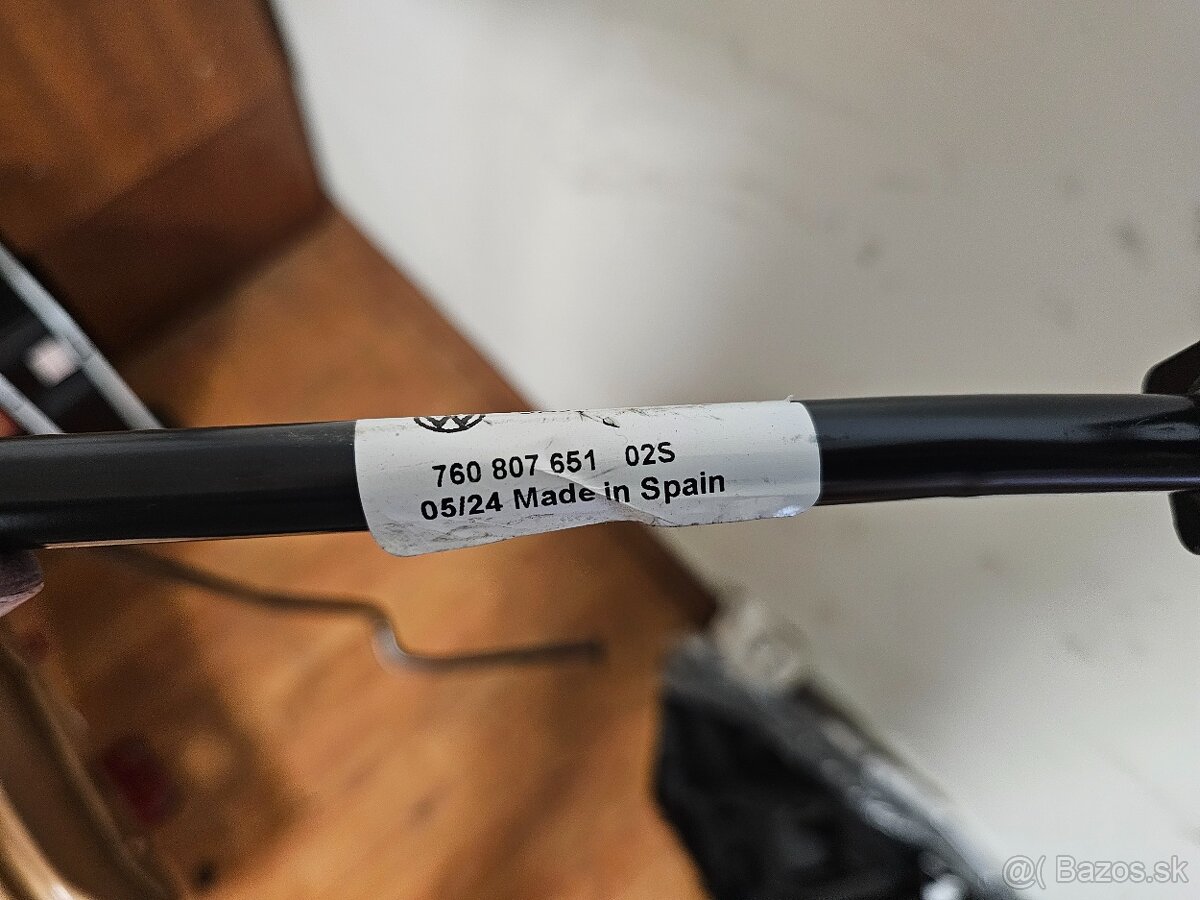 760 807 651 02S
05/24 Made in Spain
@( Bazos.sk